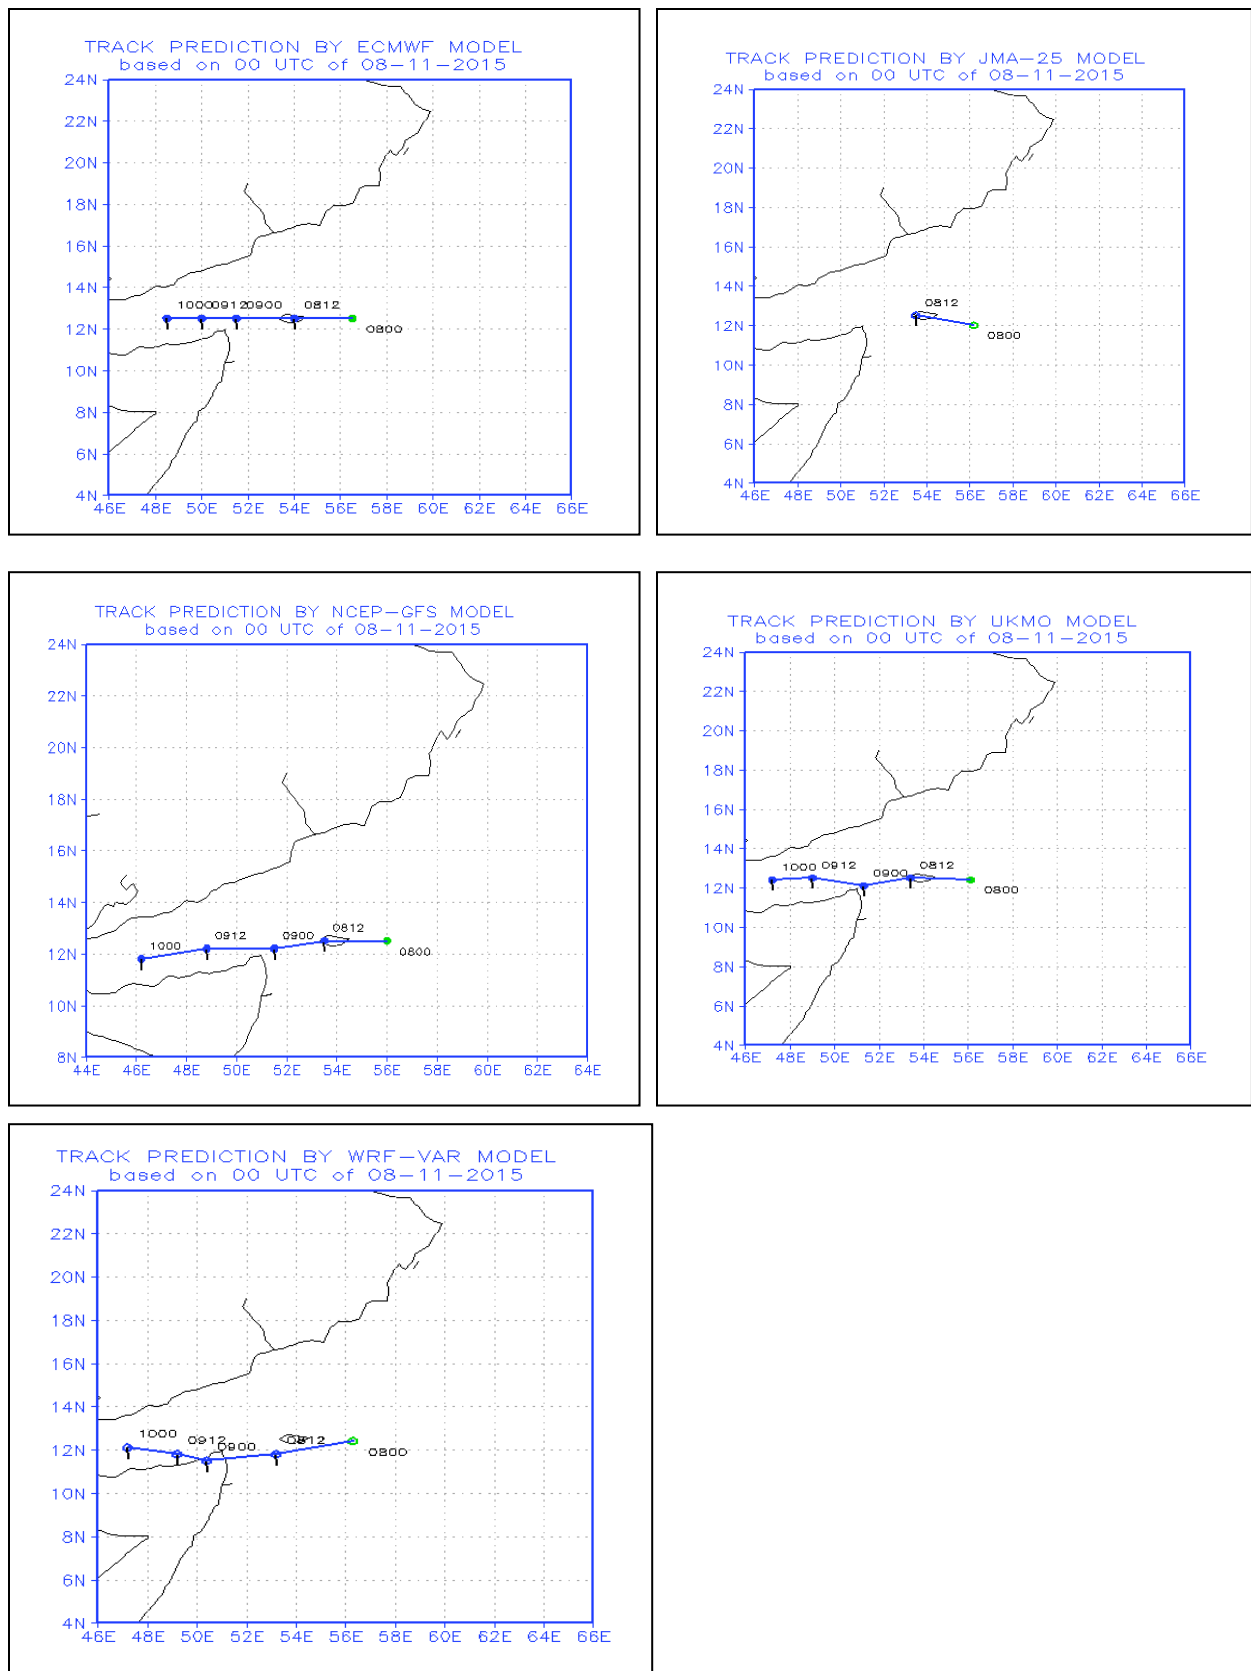 TRACK PREDICTION BY ECMWF MODEL
based on 00 UTC of 08-11-2015
24N
22N
20N
18N
16N
14N
12N
10N
8N
6N
4N
1000 0912 0900 0812
0800
46E 48E 50E 52E 54E 56E 58E 60E 62E 64E 66E
TRACK PREDICTION BY JMA-25 MODEL
based on 00 UTC of 08-11-2015
24N
22N
20N
18N
16N
14N
12N
10N
8N
6N
4N
0812
0800
46E 48E 50E 52E 54E 56E 58E 60E 62E 64E 66E
TRACK PREDICTION BY NCEP-GFS MODEL
based on 00 UTC of 08-11-2015
24N
22N
20N
18N
16N
14N
12N
10N
8N
1000 0912 0900 0812
0800
44E 46E 48E 50E 52E 54E 56E 58E 60E 62E 64E
TRACK PREDICTION BY UKMO MODEL
based on 00 UTC of 08-11-2015
24N
22N
20N
18N
16N
14N
12N
10N
8N
6N
4N
1000 0912 0900 0812
0800
46E 48E 50E 52E 54E 56E 58E 60E 62E 64E 66E
TRACK PREDICTION BY WRF-VAR MODEL
based on 00 UTC of 08-11-2015
24N
22N
20N
18N
16N
14N
12N
10N
8N
6N
4N
1000 0912 0900 0812
0800
46E 48E 50E 52E 54E 56E 58E 60E 62E 64E 66E